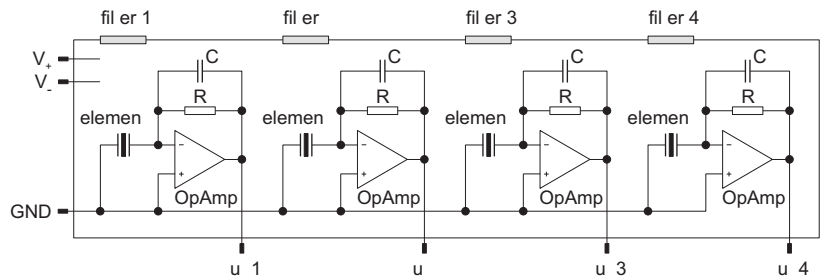 fil er 1 fil er fil er 3 fil er 4
C C C C
V+
V-
R R R R
elemen elemen elemen elemen
- - - -
+ + + +
OpAmp OpAmp OpAmp OpAmp
GND
u 1 u u 3 u 4